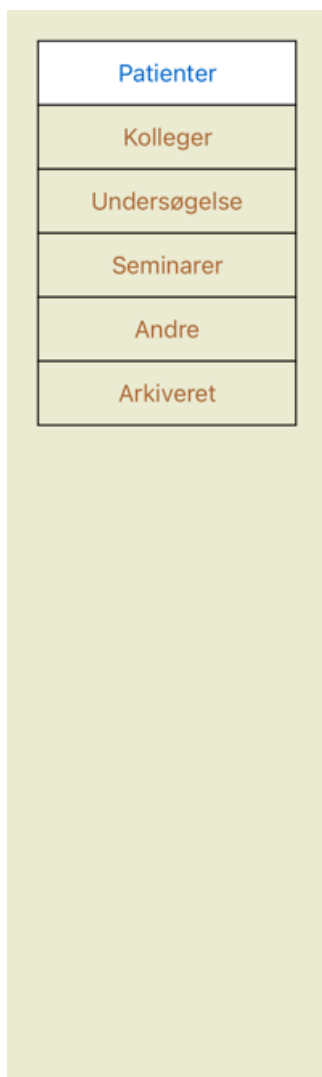 Patienter
Kolleger
Undersøgelse
Seminarer
Andre
Arkiveret